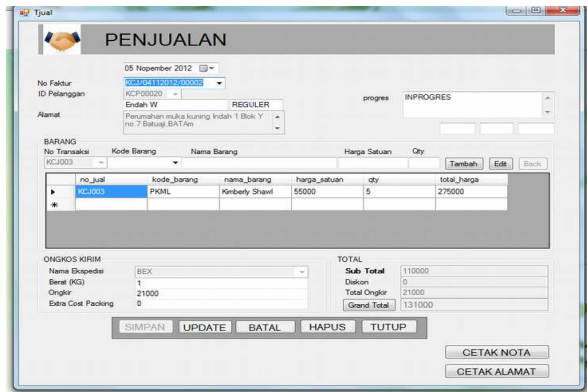 Tjual
PENJUALAN
05 Nopember 2012
No Faktur KCJ/04112012/00002
ID Pelanggan KCP00020 progres INPROGRES
Endah W REGULER
Alamat Perumahan muka kuning Indah 1 Blok Y
no.7 Batuaji,BATAm
BARANG
No Transaksi Kode Barang Nama Barang Harga Satuan Qty
KCJ003 Tambah Edit Back
no_jual kode_barang nama_barang harga_satuan qty total_harga
KCJ003 PKML Kimberly Shawl 55000 5 275000
ONGKOS KIRIM TOTAL
Nama Ekspedisi BEX Sub Total 110000
Berat (KG) 1 Diskon 0
Ongkir 21000 Total Ongkir 21000
Extra Cost Packing 0 Grand Total 131000
SIMPAN UPDATE BATAL HAPUS TUTUP
CETAK NOTA
CETAK ALAMAT